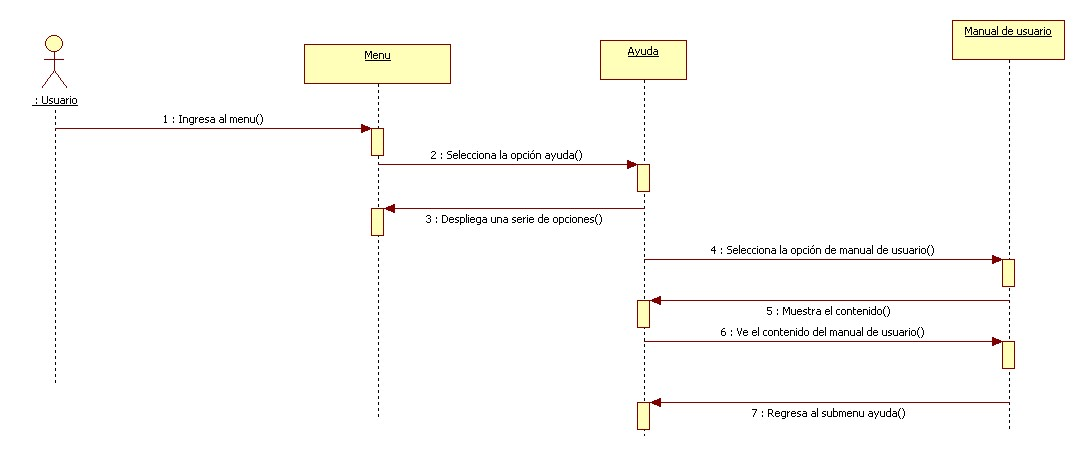 Manual de usuario
Menu
Ayuda
: Usuario
1 : Ingresa al menu()
2 : Selecciona la opción ayuda()
3 : Despliega una serie de opciones()
4 : Selecciona la opción de manual de usuario()
5 : Muestra el contenido()
6 : Ve el contenido del manual de usuario()
7 : Regresa al submenu ayuda()